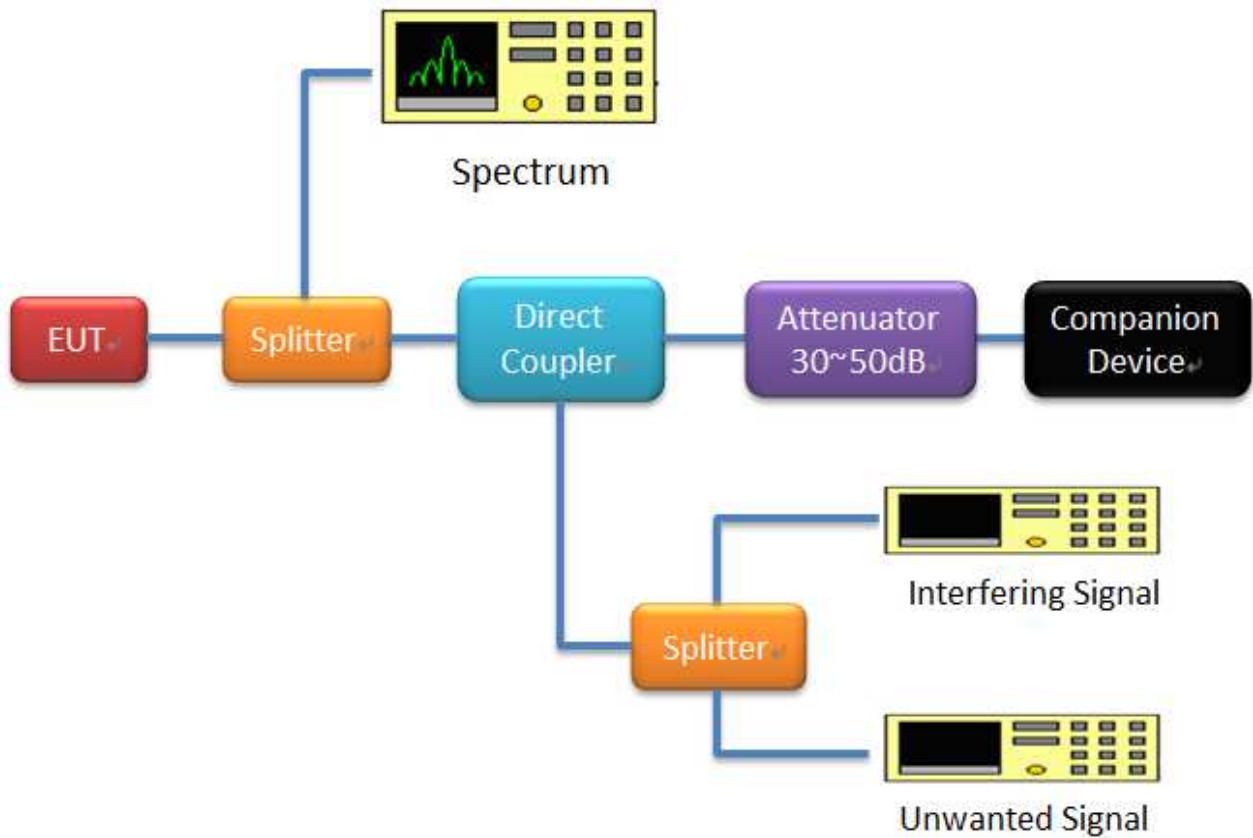 Spectrum
EUT
Splitter
Direct
Coupler
Attenuator
30~50dB
Companion
Device
Interfering Signal
Splitter
Unwanted Signal